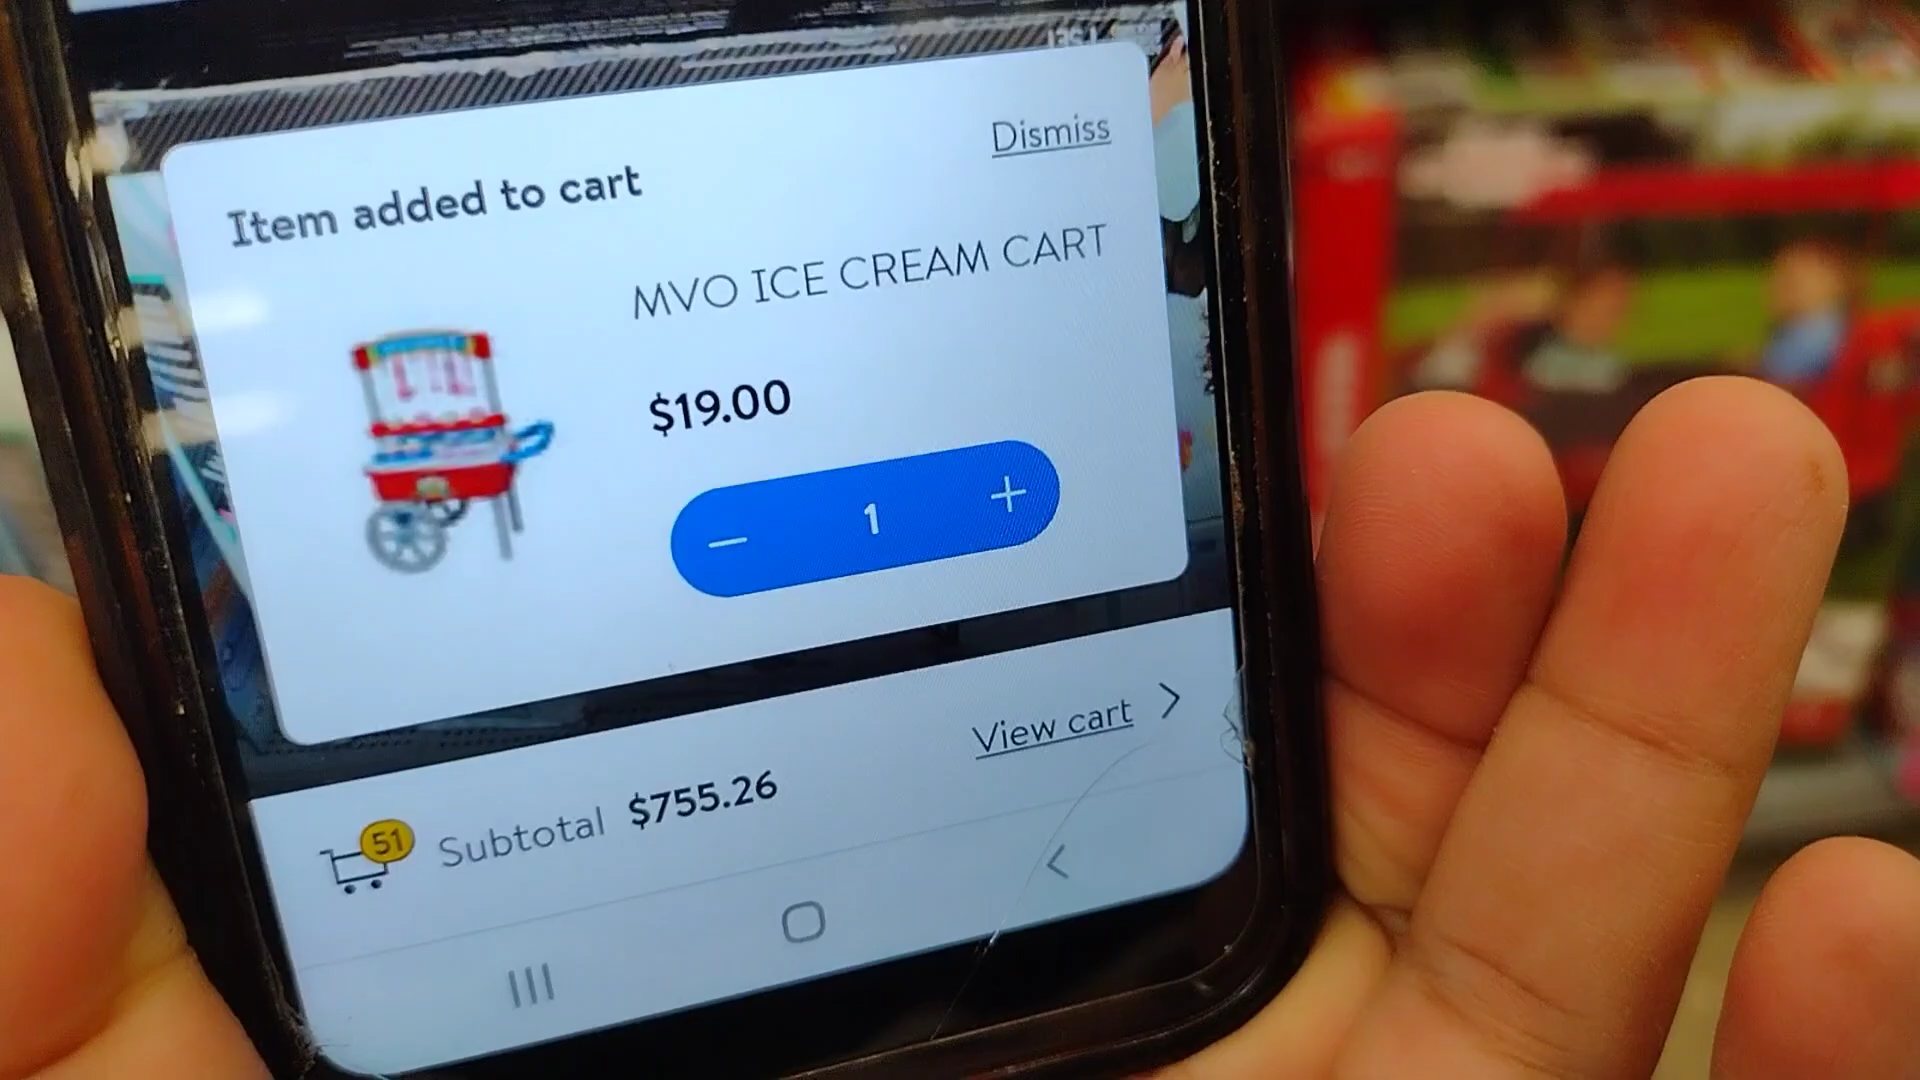 Dismiss
Item added to cart
MVO ICE CREAM CART
$19.00
− 1 +
View cart >
51 Subtotal $755.26